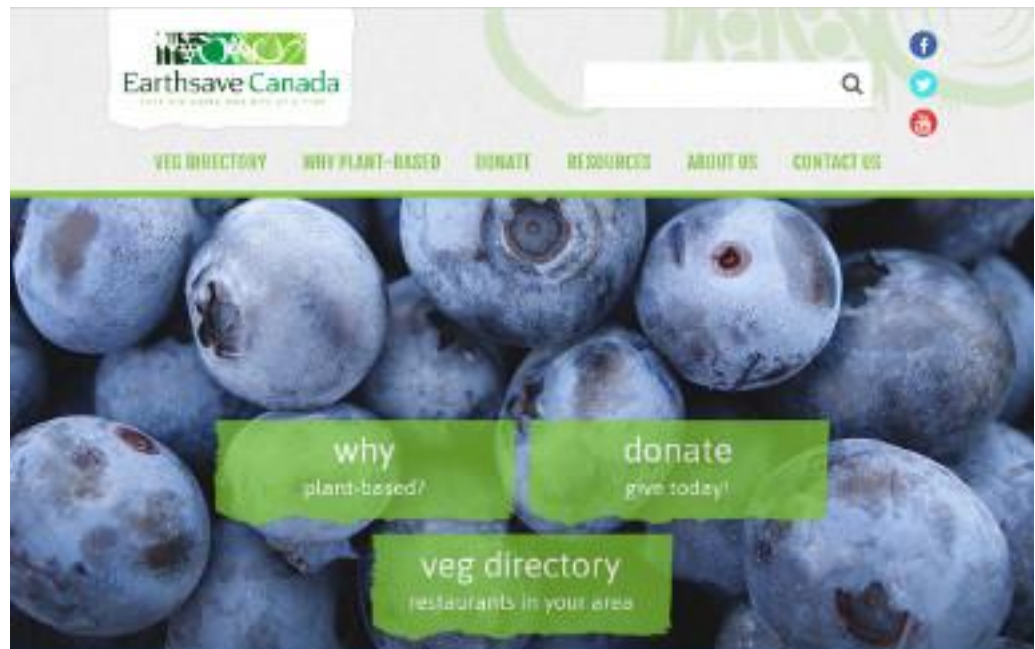 Earthsave Canada
VEG DIRECTORY WHY PLANT-BASED DONATE RESOURCES ABOUT US CONTACT US
why
plant-based?
donate
give today!
veg directory
restaurants in your area